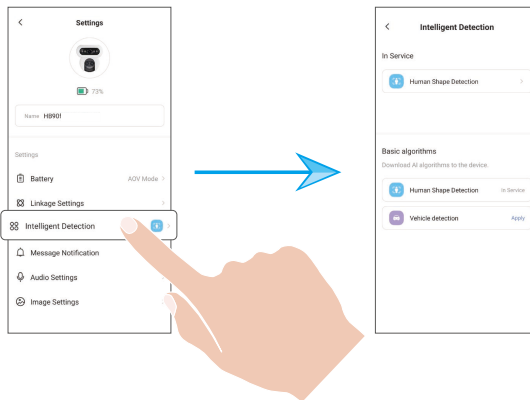 Settings
73%
Name HB901
Settings
Battery AOV Mode
Linkage Settings
Intelligent Detection
Message Notification
Audio Settings
Image Settings
Intelligent Detection
In Service
Human Shape Detection
Basic algorithms
Download AI algorithms to the device.
Human Shape Detection In Service
Vehicle detection Apply